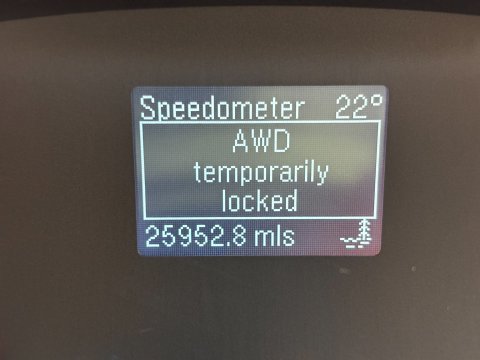 Speedometer 22°
AWD
temporarily
locked
25952.8 mls